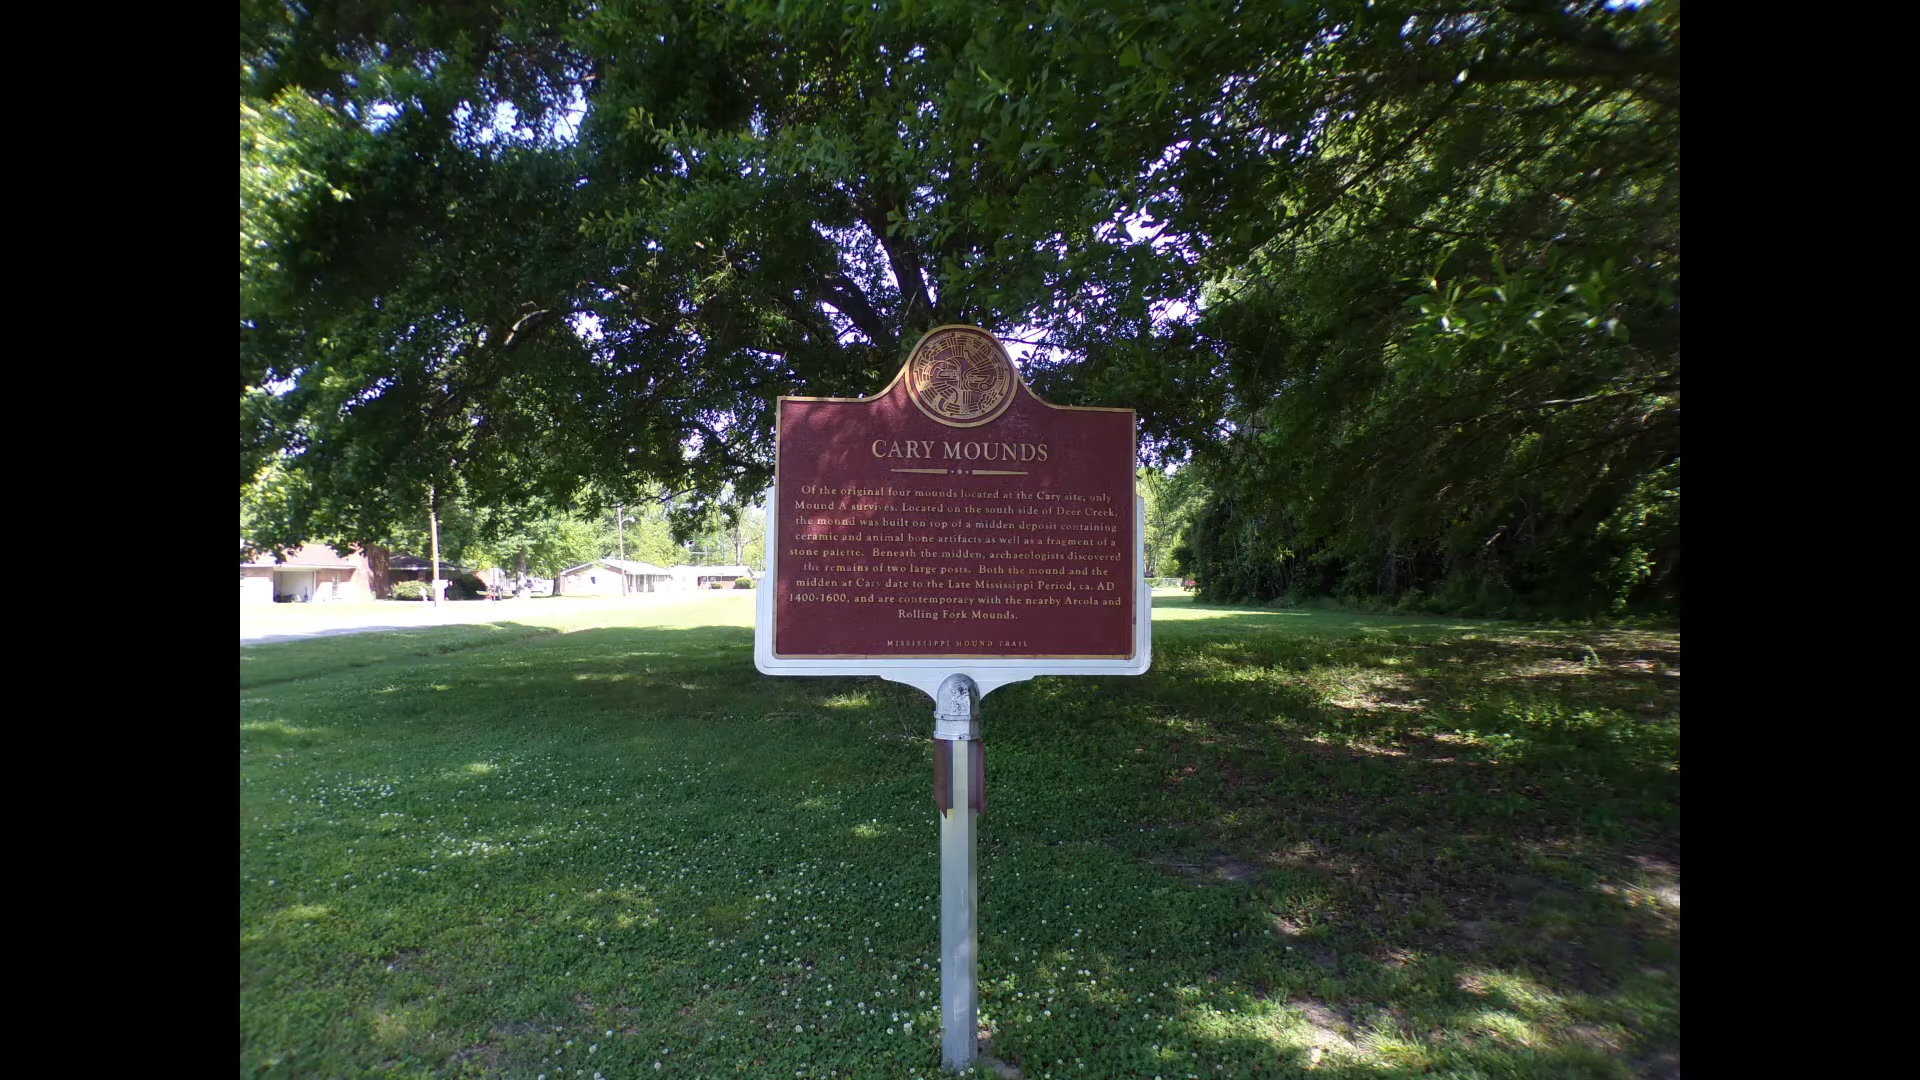 CARY MOUNDS
Of the original four mounds located at the Cary site, only
Mound A survives. Located on the south side of Deer Creek,
the mound was built on top of a midden deposit containing
ceramic and animal bone artifacts as well as a fragment of a
stone palette. Beneath the midden, archaeologists discovered
the remains of two large posts. Both the mound and the
midden at Cary date to the Late Mississippi Period, ca. AD
1400-1600, and are contemporary with the nearby Arcola and
Rolling Fork Mounds.
MISSISSIPPI MOUND TRAIL